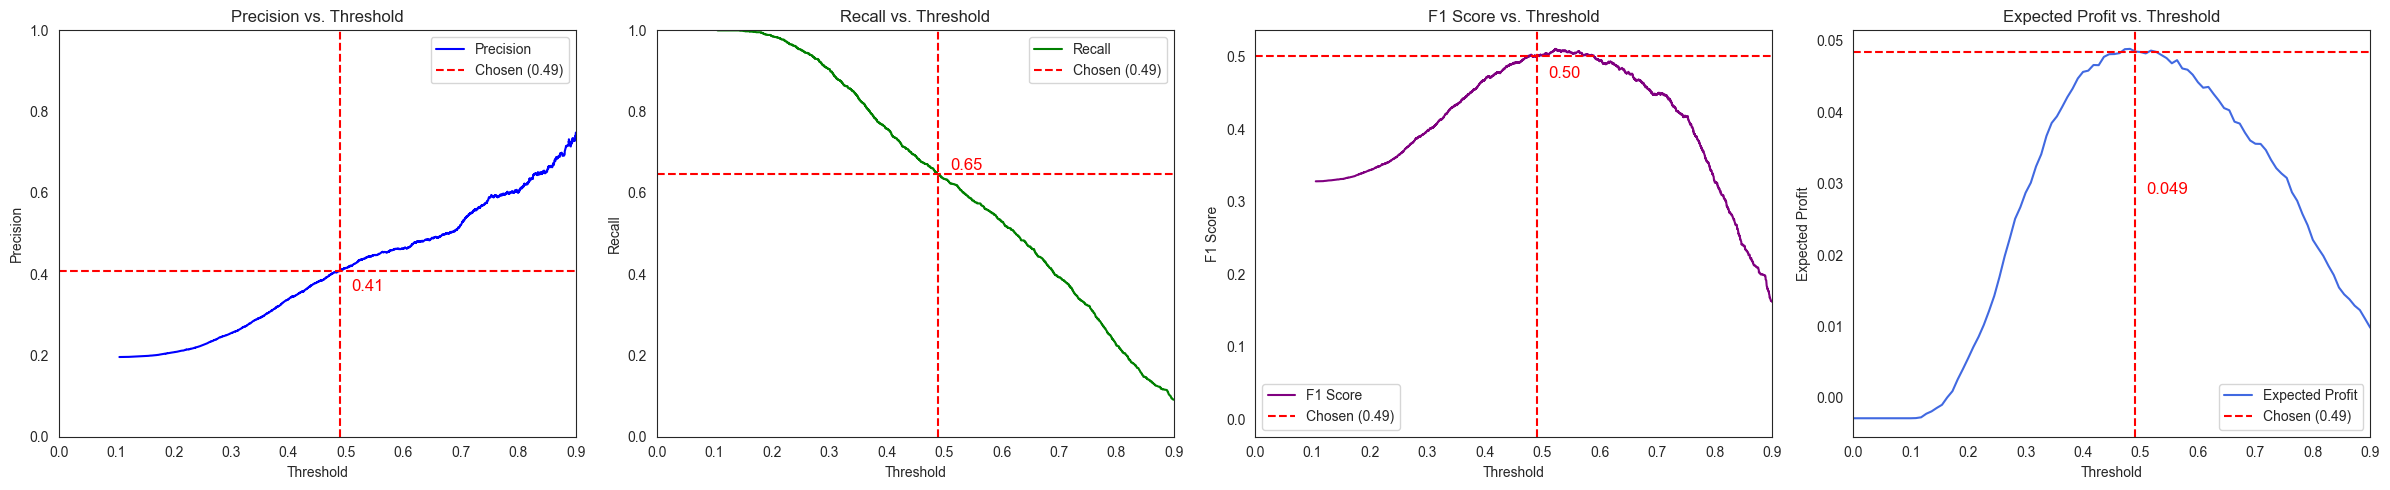 Precision vs. Threshold
1.0
0.8
0.6
0.4
0.2
0.0
Precision
Precision
Chosen (0.49)
0.41
0.0 0.1 0.2 0.3 0.4 0.5 0.6 0.7 0.8 0.9
Threshold
Recall vs. Threshold
1.0
0.8
0.6
0.4
0.2
0.0
Recall
Recall
Chosen (0.49)
0.65
0.0 0.1 0.2 0.3 0.4 0.5 0.6 0.7 0.8 0.9
Threshold
F1 Score vs. Threshold
0.5
0.4
0.3
0.2
0.1
0.0
F1 Score
0.50
F1 Score
Chosen (0.49)
0.0 0.1 0.2 0.3 0.4 0.5 0.6 0.7 0.8 0.9
Threshold
Expected Profit vs. Threshold
0.05
0.04
0.03
0.02
0.01
0.00
Expected Profit
0.049
Expected Profit
Chosen (0.49)
0.0 0.1 0.2 0.3 0.4 0.5 0.6 0.7 0.8 0.9
Threshold